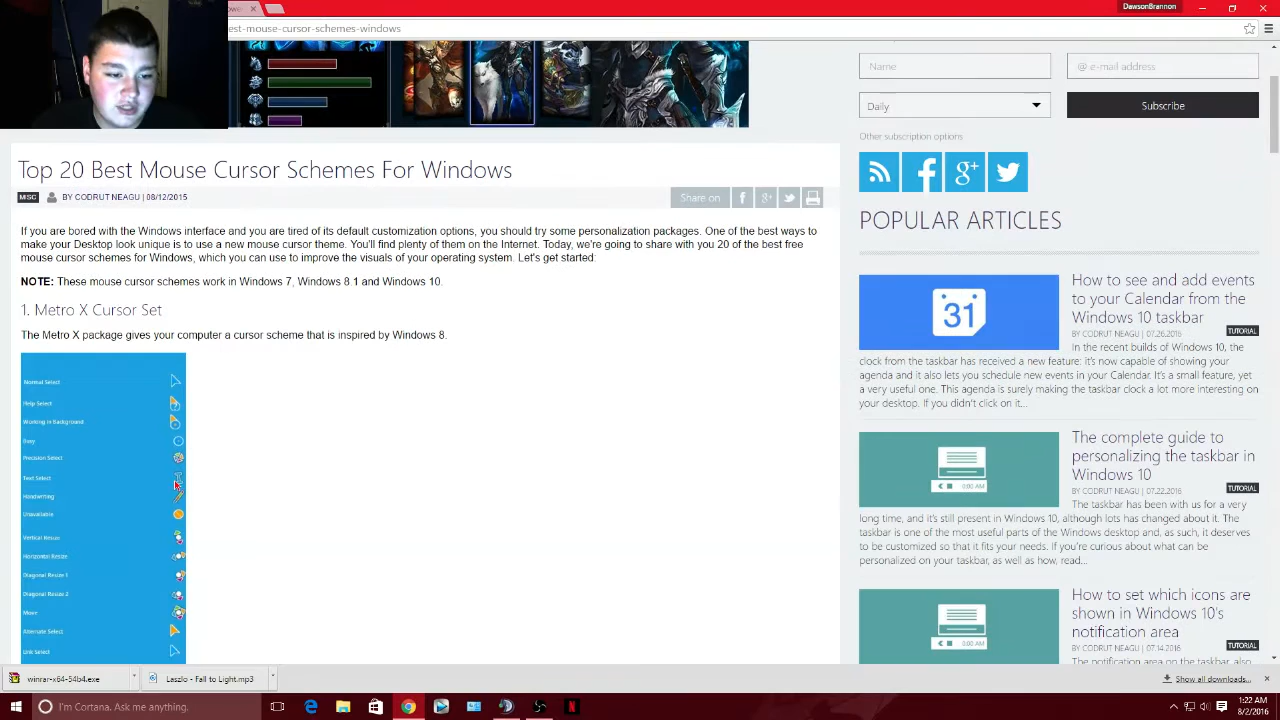 DawsonBrannon
est-mouse-cursor-schemes-windows
Name
@ e-mail address
Daily
Subscribe
Other subscription options
Top 20 Best Mouse Cursor Schemes For Windows
MISC
BY CODRUT NEAGU | 08/12/2015
Share on
If you are bored with the Windows interface and you are tired of its default customization options, you should try some personalization packages. One of the best ways to
make your Desktop look unique is to use a new mouse cursor theme. You'll find plenty of them on the Internet. Today, we're going to share with you 20 of the best free
mouse cursor schemes for Windows, which you can use to improve the visuals of your operating system. Let's get started:
NOTE: These mouse cursor schemes work in Windows 7, Windows 8.1 and Windows 10.
1. Metro X Cursor Set
The Metro X package gives your computer a cursor scheme that is inspired by Windows 8.
Normal Select
Help Select
Working in Background
Busy
Precision Select
Text Select
Handwriting
Unavailable
Vertical Resize
Horizontal Resize
Diagonal Resize 1
Diagonal Resize 2
Move
Alternate Select
Link Select
POPULAR ARTICLES
31
How to see and add events
to your Calendar from the
Windows 10 taskbar
BY CODRUT NEAGU | 07.26.2016
TUTORIAL
In the recent builds of Windows 10, the
clock from the taskbar has received a new feature: it's now capable of showing your
agenda and it also lets you schedule new events in your Calendar. It's a small feature, yet
a very useful one. This agenda is surely making the taskbar clock a lot more interesting on
your desktop. If you didn't click on it...
The complete guide to
personalizing the taskbar in
Windows 10
BY CODRUT NEAGU | 07.22.2016
TUTORIAL
0:00 AM
The taskbar has been with us for a very
long time, and it's still present in Windows 10, although lots has changed about it. The
taskbar is one of the most useful parts of the Windows desktop and, as such, it deserves
to be customized so that it fits your needs. If you're curious about what can be
personalized on your taskbar, as well as how, read...
How to set which icons are
shown in Windows 10's
notification area
BY CODRUT NEAGU | 07.14.2016
TUTORIAL
0:00 AM
The notification area on the taskbar, also
winrar-x64-54b4.exe
Laszlo - Fall to Light.mp3
Show all downloads...
I'm Cortana. Ask me anything.
1:22 AM
8/2/2016